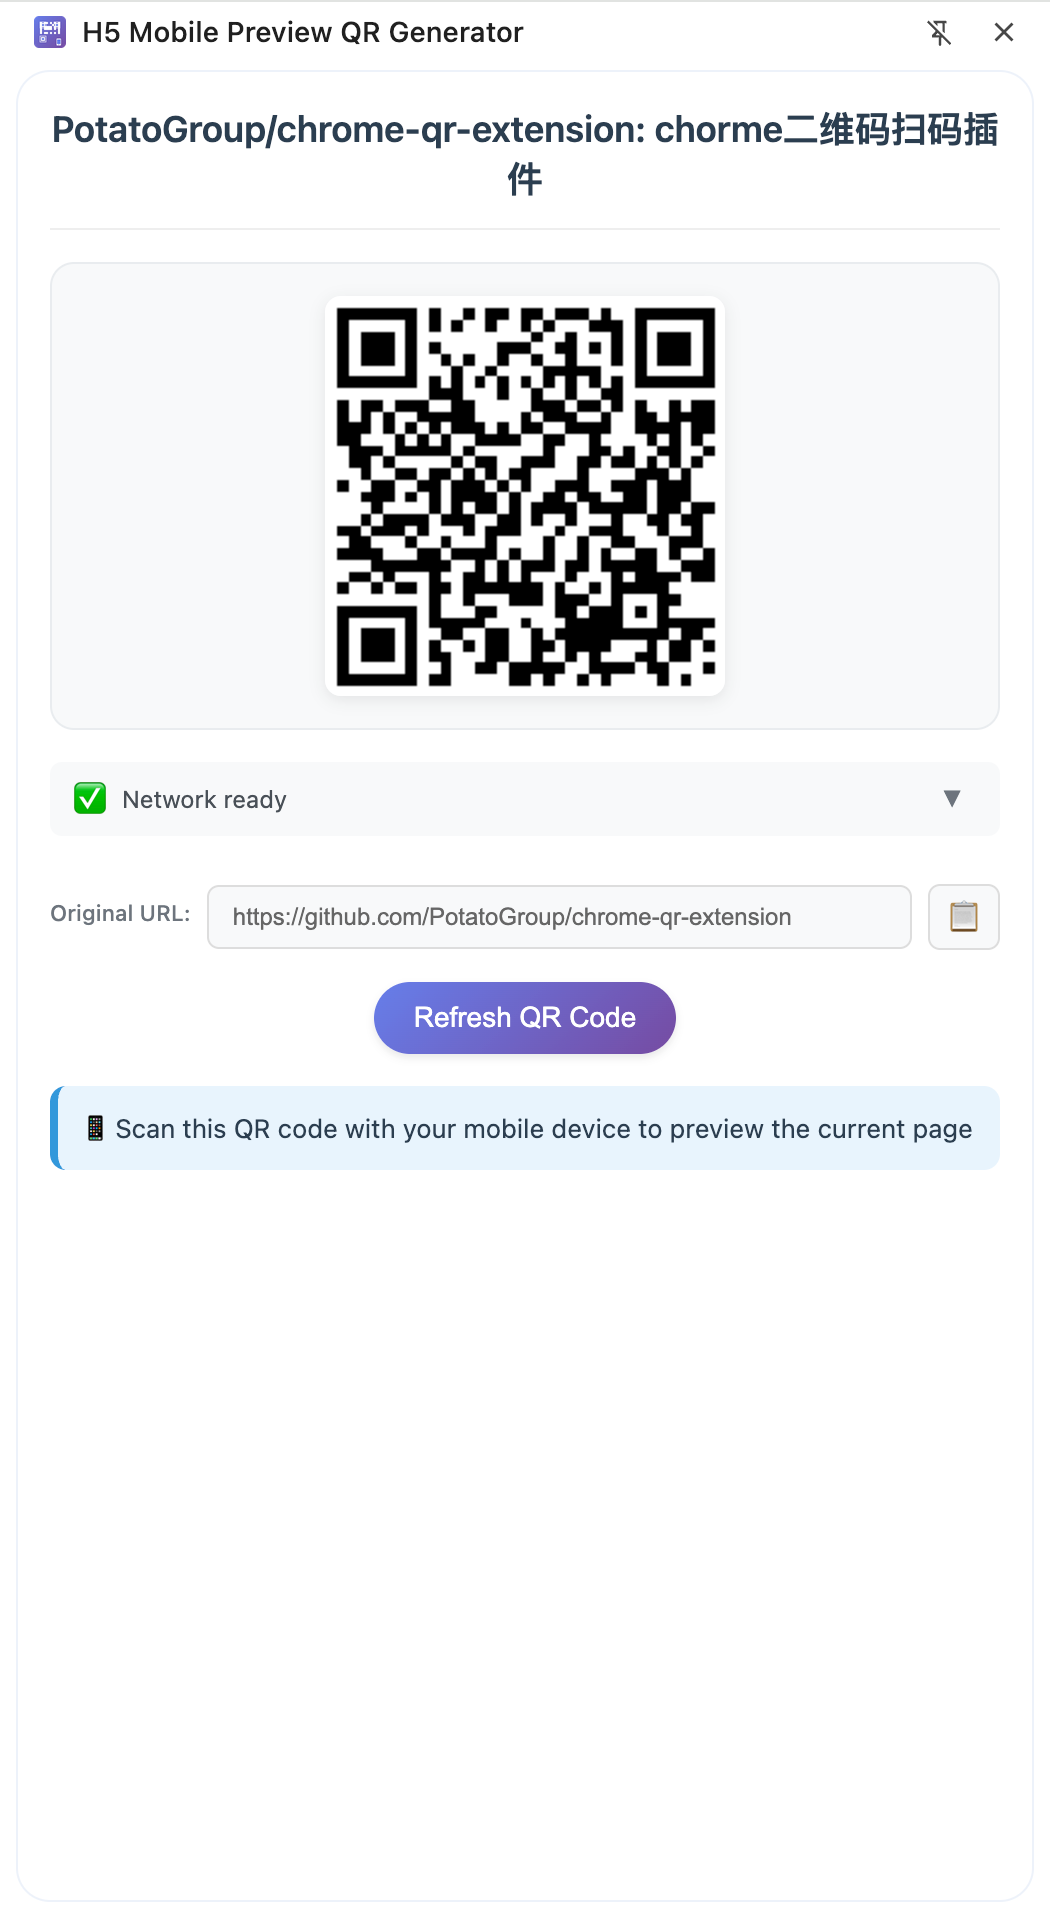 H5 Mobile Preview QR Generator
PotatoGroup/chrome-qr-extension: chorme二维码扫码插
件
Network ready
Original URL:
https://github.com/PotatoGroup/chrome-qr-extension
Refresh QR Code
Scan this QR code with your mobile device to preview the current page